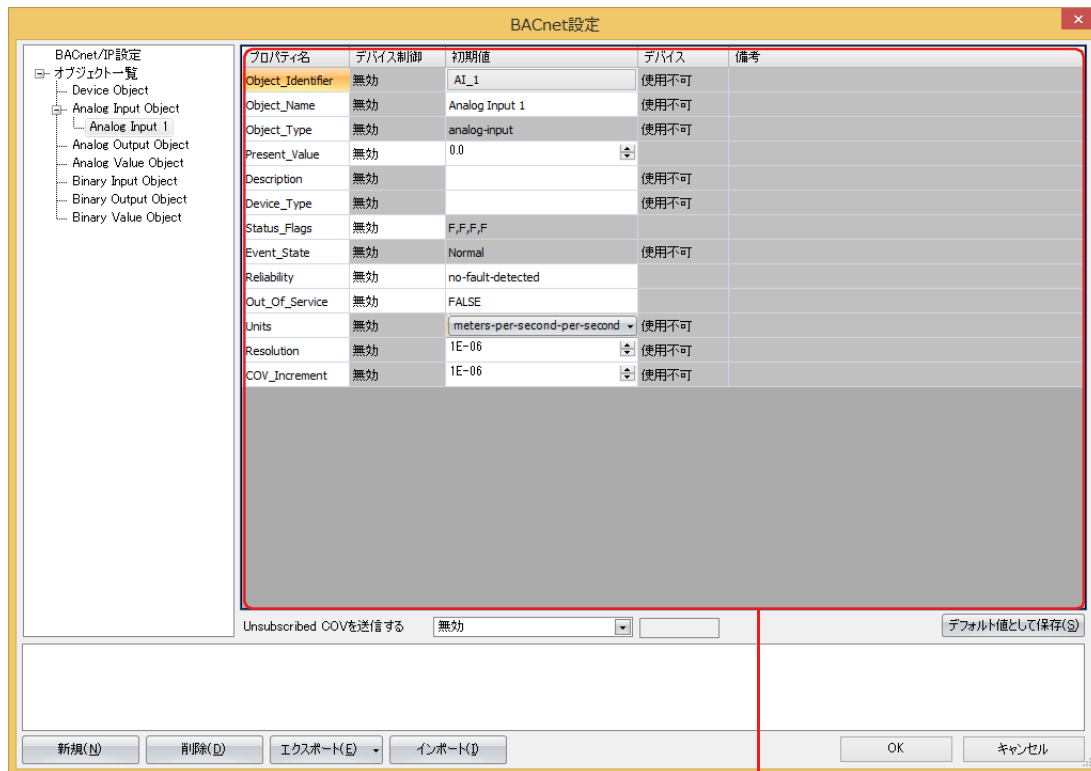 BACnet設定
BACnet/IP設定
オブジェクト一覧
Device Object
Analog Input Object
Analog Input 1
Analog Output Object
Analog Value Object
Binary Input Object
Binary Output Object
Binary Value Object
プロパティ名 デバイス制御 初期値 デバイス 備考
Object_Identifier 無効 AI_1 使用不可
Object_Name 無効 Analog Input 1 使用不可
Object_Type 無効 analog-input 使用不可
Present_Value 無効 0.0
Description 無効 使用不可
Device_Type 無効 使用不可
Status_Flags 無効 F,F,F,F
Event_State 無効 Normal 使用不可
Reliability 無効 no-fault-detected
Out_Of_Service 無効 FALSE
Units 無効 meters-per-second-per-second 使用不可
Resolution 無効 1E-06 使用不可
COV_Increment 無効 1E-06 使用不可
Unsubscribed COVを送信する 無効 デフォルト値として保存(S)
新規(N) 削除(D) エクスポート(E) インポート(I) OK キャンセル